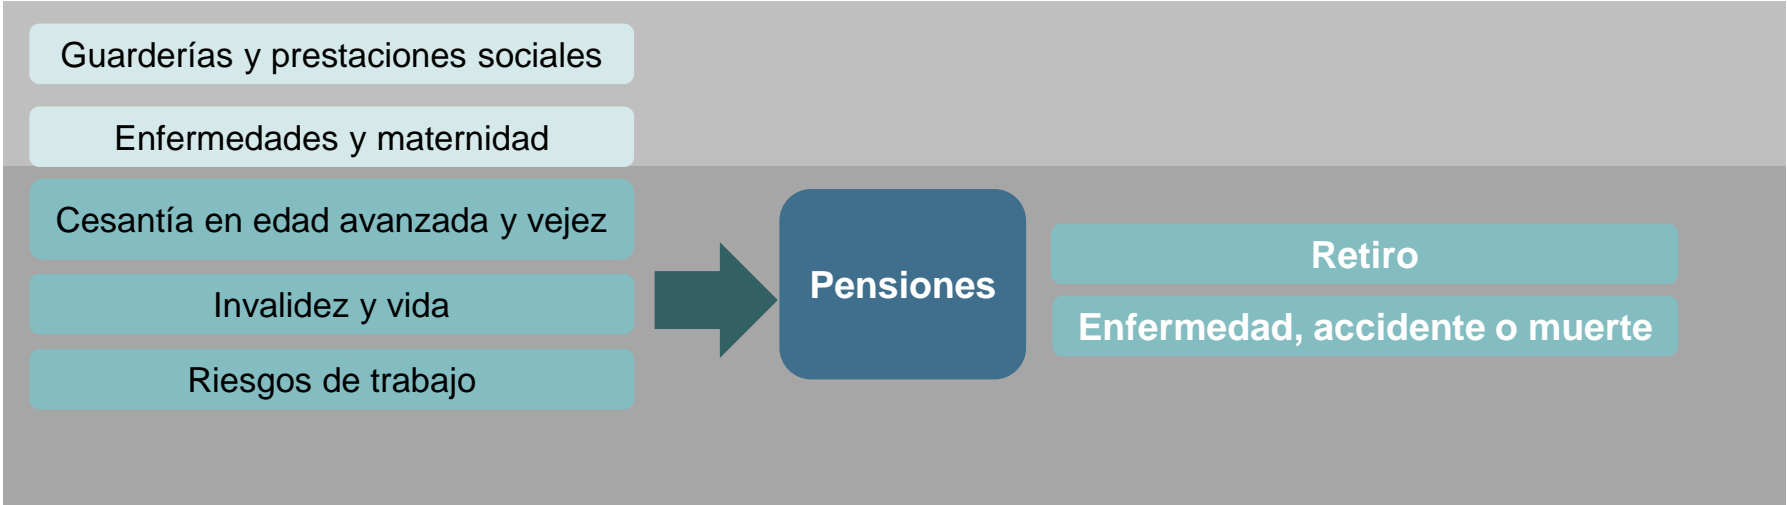 Guarderías y prestaciones sociales
Enfermedades y maternidad
Cesantía en edad avanzada y vejez
Invalidez y vida
Riesgos de trabajo
Pensiones
Retiro
Enfermedad, accidente o muerte